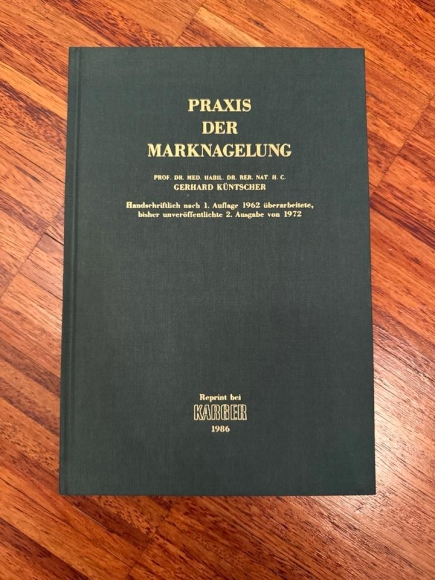 PRAXIS
DER
MARKNAGELUNG
PROF. DR. MED. HABIL. DR. RER. NAT H. C.
GERHARD KÜNTSCHER
Handschriftlich nach 1. Auflage 1962 überarbeitete,
bisher unveröffentlichte 2. Ausgabe von 1972
Reprint bei
KARGER
1986